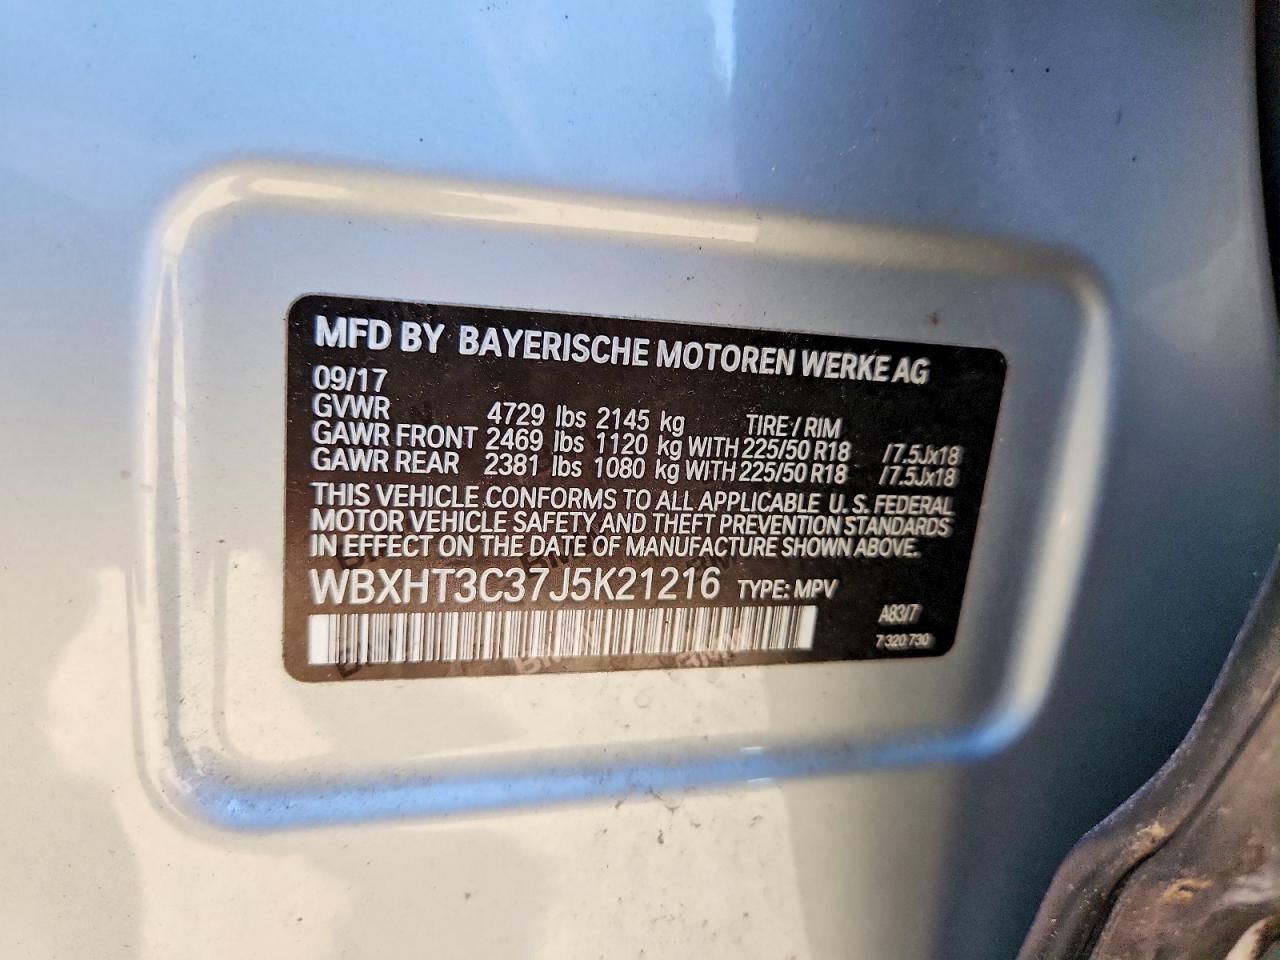 MFD BY BAYERISCHE MOTOREN WERKE AG
09/17
GVWR 4729 lbs 2145 kg TIRE / RIM
GAWR FRONT 2469 lbs 1120 kg WITH 225/50 R18 /7.5Jx18
GAWR REAR 2381 lbs 1080 kg WITH 225/50 R18 /7.5Jx18
THIS VEHICLE CONFORMS TO ALL APPLICABLE U.S. FEDERAL
MOTOR VEHICLE SAFETY AND THEFT PREVENTION STANDARDS
IN EFFECT ON THE DATE OF MANUFACTURE SHOWN ABOVE.
WBXHT3C37J5K21216 TYPE: MPV
A83/7
7 320 730